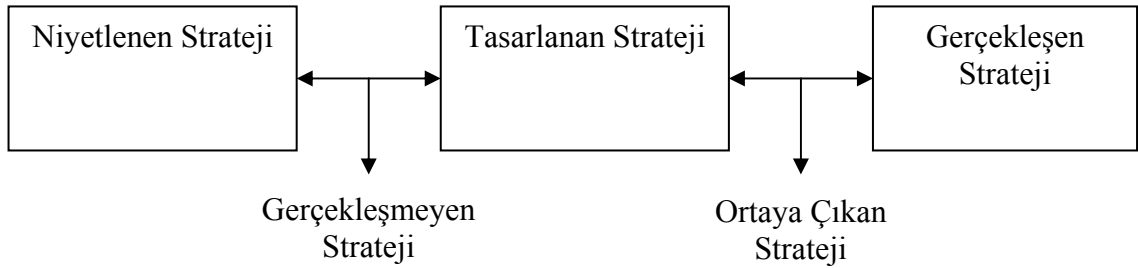 Niyetlenen Strateji
Tasarlanan Strateji
Gerçekleşen
Strateji
Gerçekleşmeyen
Strateji
Ortaya Çıkan
Strateji